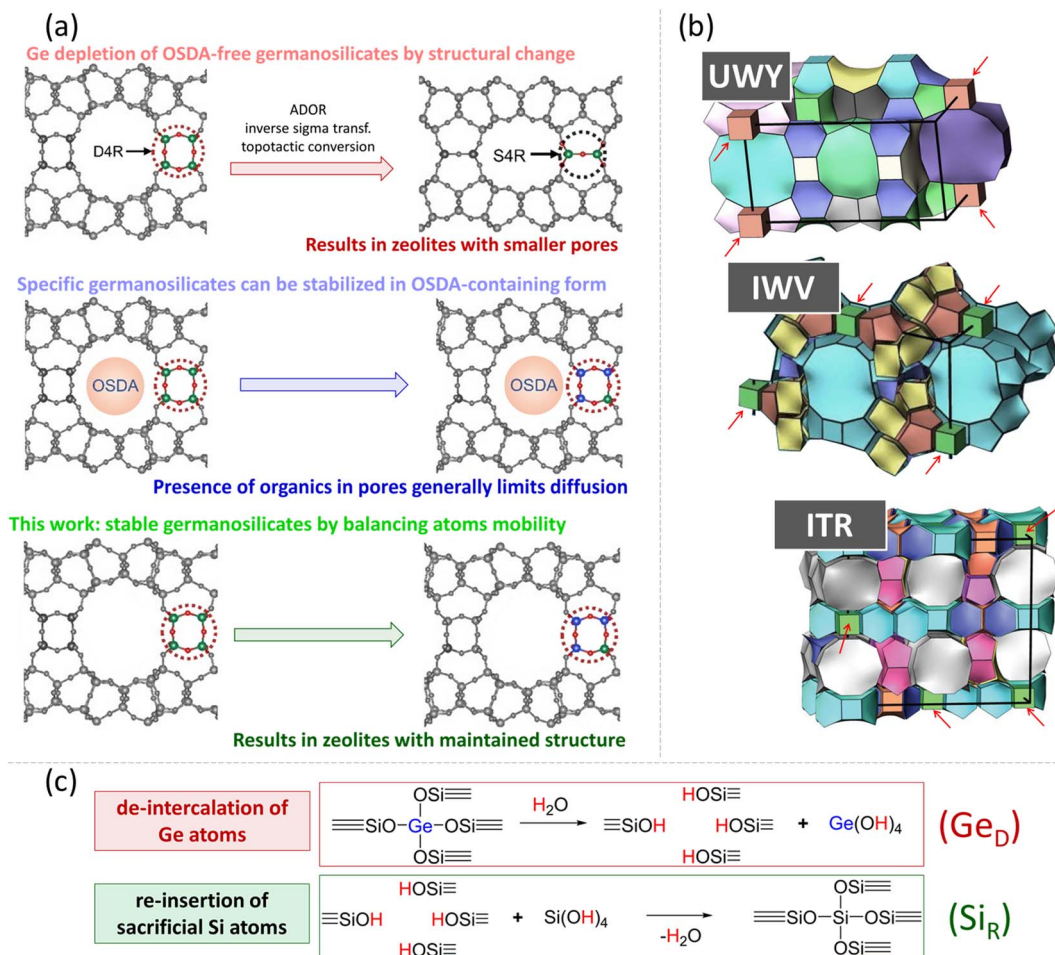 (a)
Ge depletion of OSDA-free germanosilicates by structural change
D4R
ADOR
inverse sigma transf.
topotactic conversion
S4R
Results in zeolites with smaller pores
Specific germanosilicates can be stabilized in OSDA-containing form
OSDA
OSDA
Presence of organics in pores generally limits diffusion
This work: stable germanosilicates by balancing atoms mobility
Results in zeolites with maintained structure
(b)
UWY
IWV
ITR
(c)
de-intercalation of
Ge atoms
OSi≡
≡SiO-Ge-OSi≡
OSi≡
H₂O
HOSi≡
≡SiOH HOSi≡ + Ge(OH)₄
HOSi≡
(Ge_D)
re-insertion of
sacrificial Si atoms
HOSi≡
≡SiOH HOSi≡ + Si(OH)₄
HOSi≡
-H₂O
OSi≡
≡SiO-Si-OSi≡
OSi≡
(Si_R)